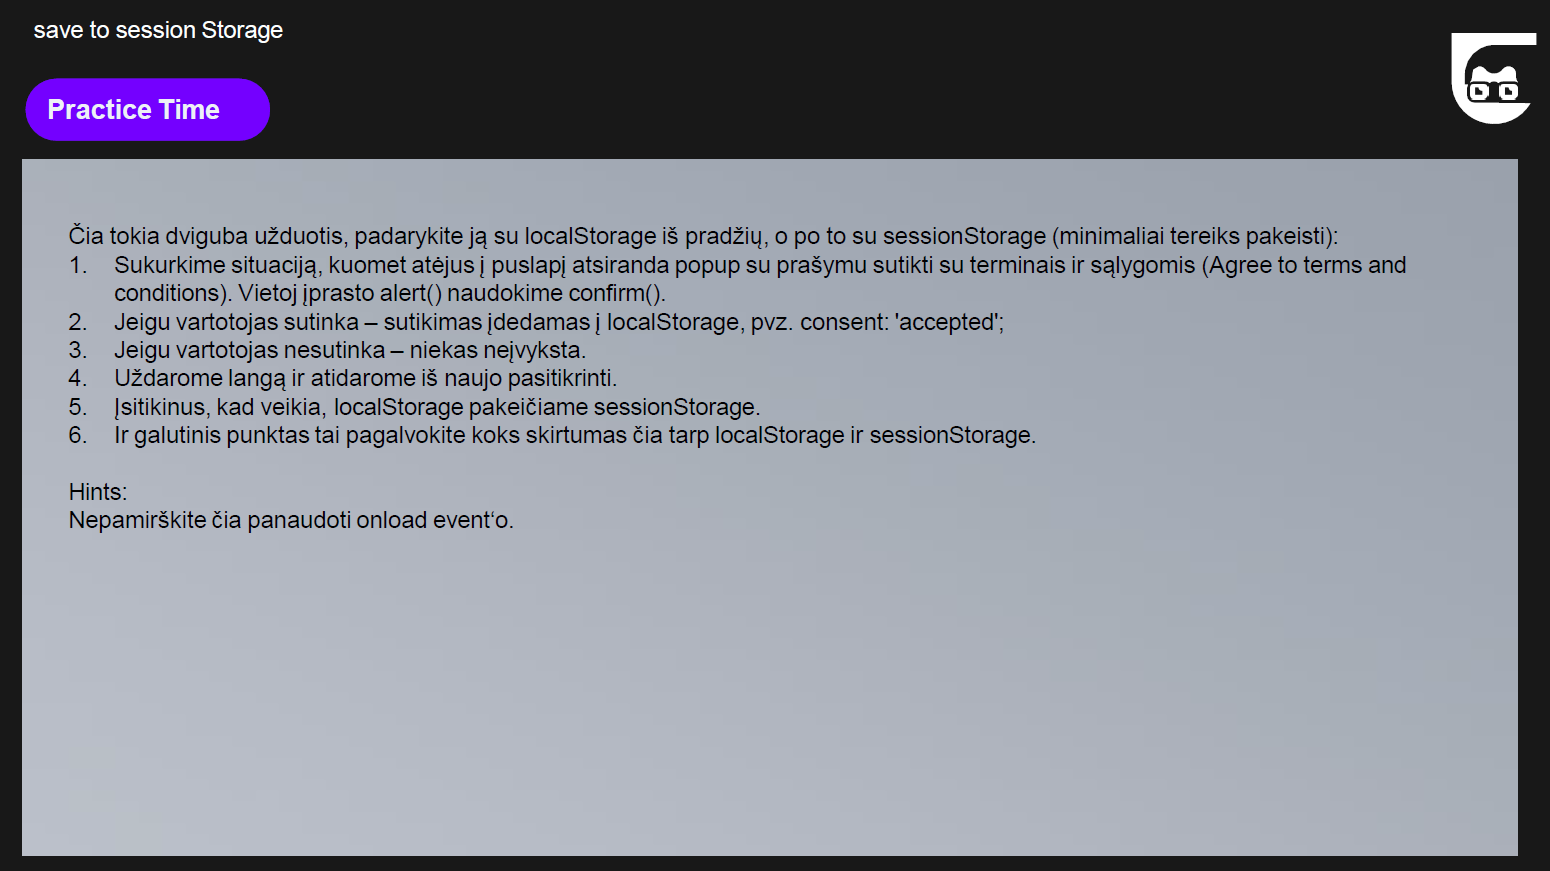 save to session Storage
Practice Time
Čia tokia dviguba užduotis, padarykite ją su localStorage iš pradžių, o po to su sessionStorage (minimaliai tereiks pakeisti):
1. Sukurkime situaciją, kuomet atėjus į puslapį atsiranda popup su prašymu sutikti su terminais ir sąlygomis (Agree to terms and
conditions). Vietoj įprasto alert() naudokime confirm().
2. Jeigu vartotojas sutinka – sutikimas įdedamas į localStorage, pvz. consent: 'accepted';
3. Jeigu vartotojas nesutinka – niekas neįvyksta.
4. Uždarome langą ir atidarome iš naujo pasitikrinti.
5. Įsitikinus, kad veikia, localStorage pakeičiame sessionStorage.
6. Ir galutinis punktas tai pagalvokite koks skirtumas čia tarp localStorage ir sessionStorage.
Hints:
Nepamirškite čia panaudoti onload event‘o.